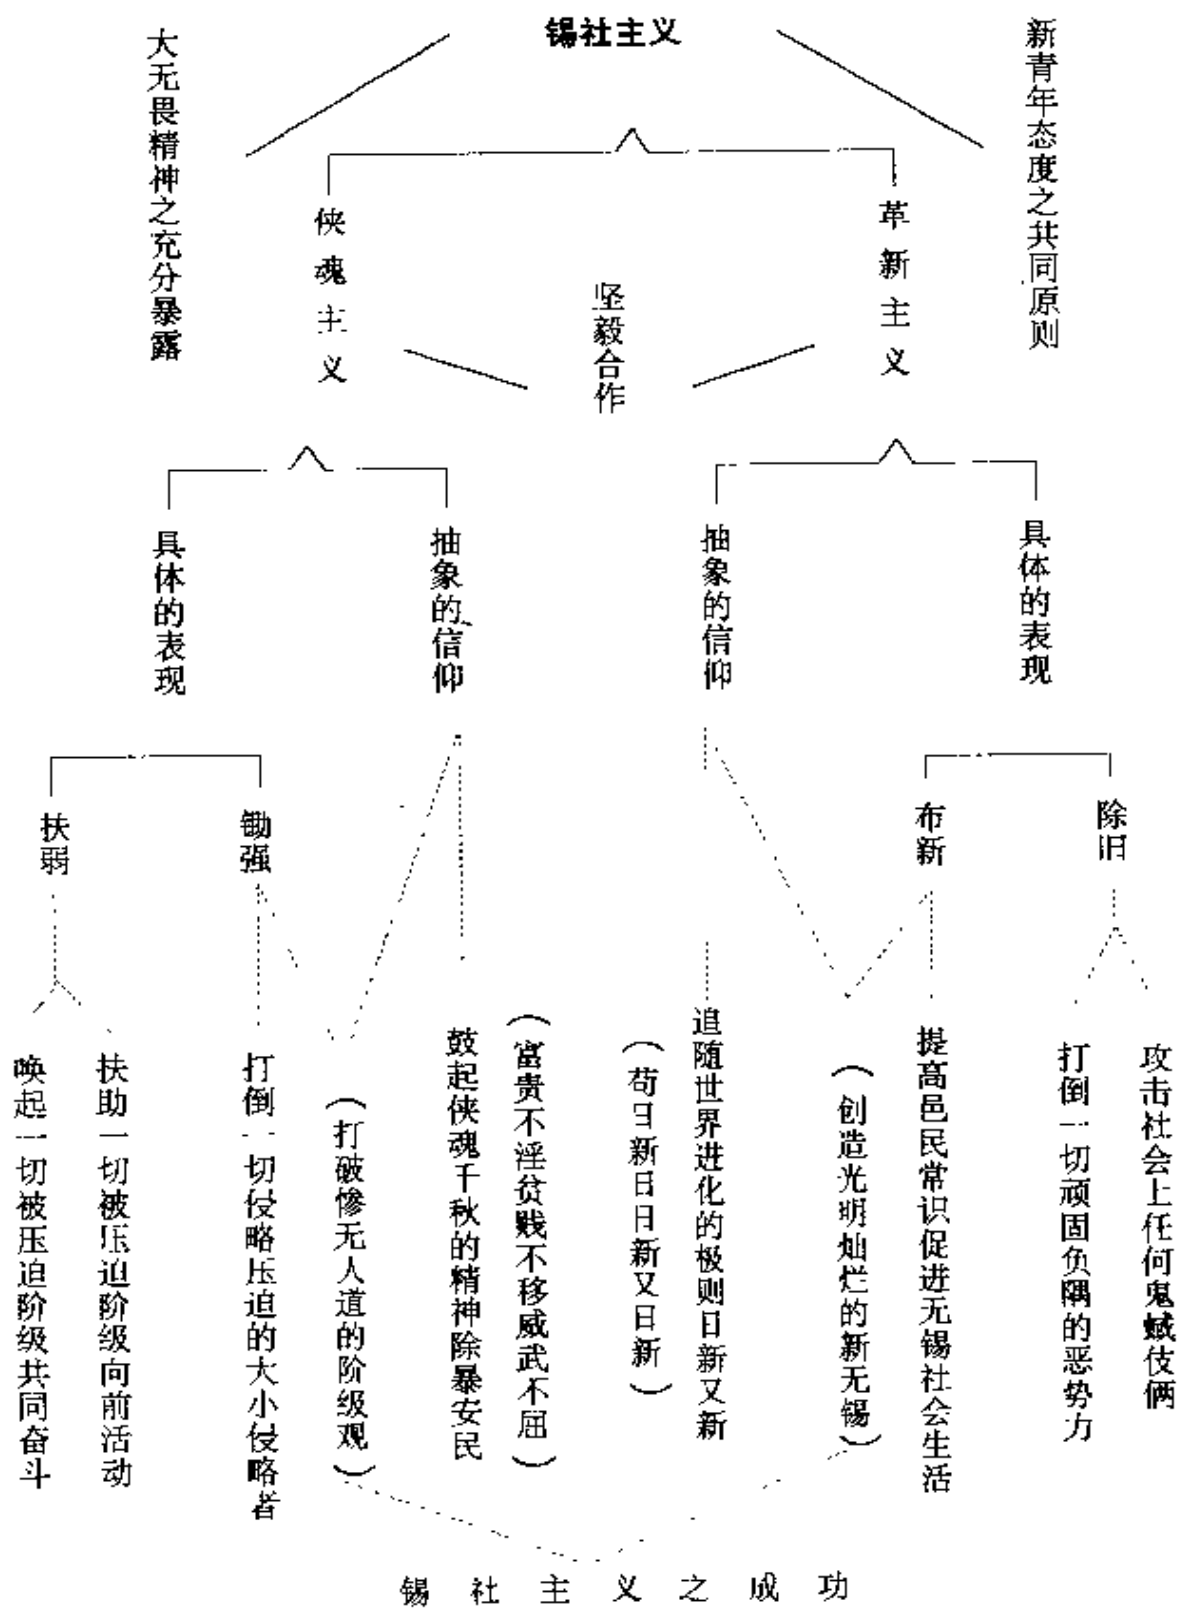 锡社主义
新青年态度之共同原则
大无畏精神之充分暴露
革新主义
侠魂主义
坚毅合作
具体的表现
抽象的信仰
抽象的信仰
具体的表现
除旧
布新
锄强
扶弱
攻击社会上任何鬼蜮伎俩
打倒一切顽固负隅的恶势力
提高邑民常识促进无锡社会生活
（创造光明灿烂的新无锡）
追随世界进化的极则日新又新
（苟日新日日新又日新）
（富贵不淫贫贱不移威武不屈）
鼓起侠魂千秋的精神除暴安民
（打破惨无人道的阶级观）
打倒一切侵略压迫的大小侵略者
扶助一切被压迫阶级向前活动
唤起一切被压迫阶级共同奋斗
锡社主义之成功